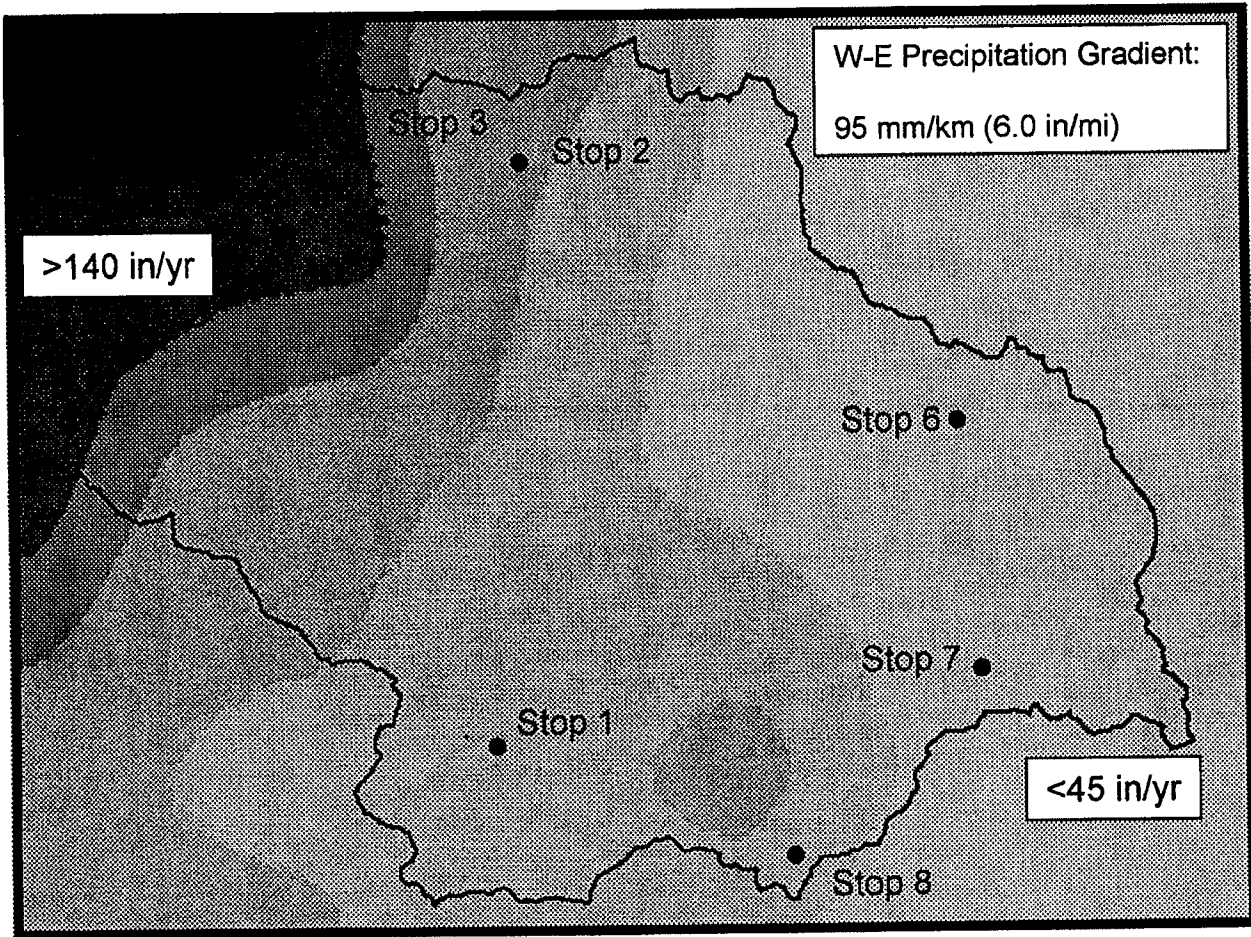 W-E Precipitation Gradient:
95 mm/km (6.0 in/mi)
Stop 3
Stop 2
>140 in/yr
Stop 6
Stop 7
Stop 1
<45 in/yr
Stop 8